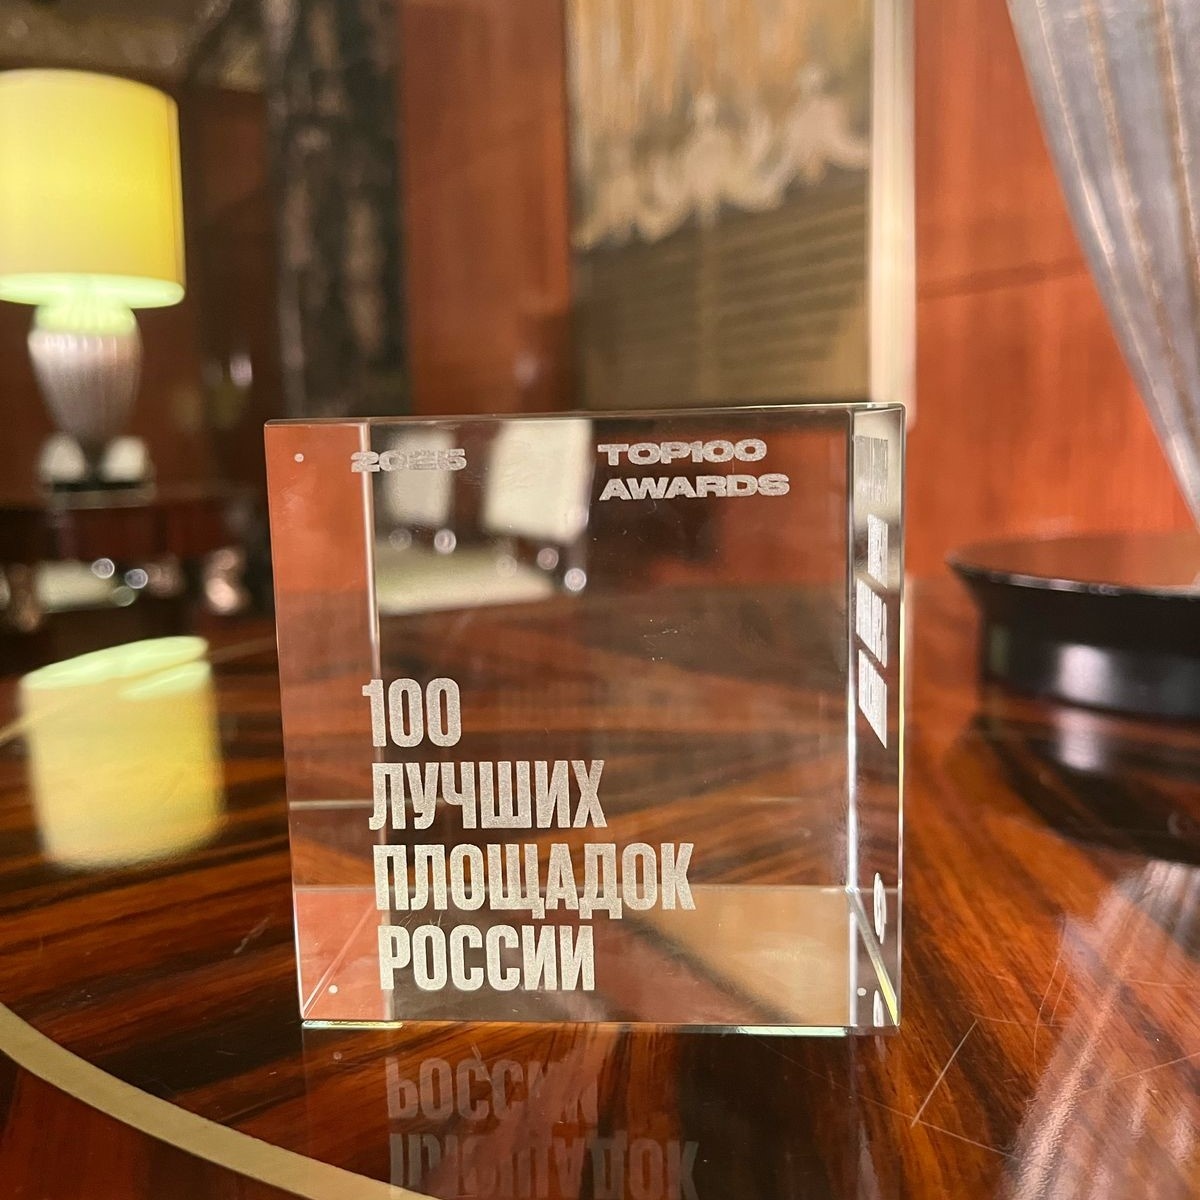 2025
TOP100
AWARDS
100
ЛУЧШИХ
ПЛОЩАДОК
РОССИИ